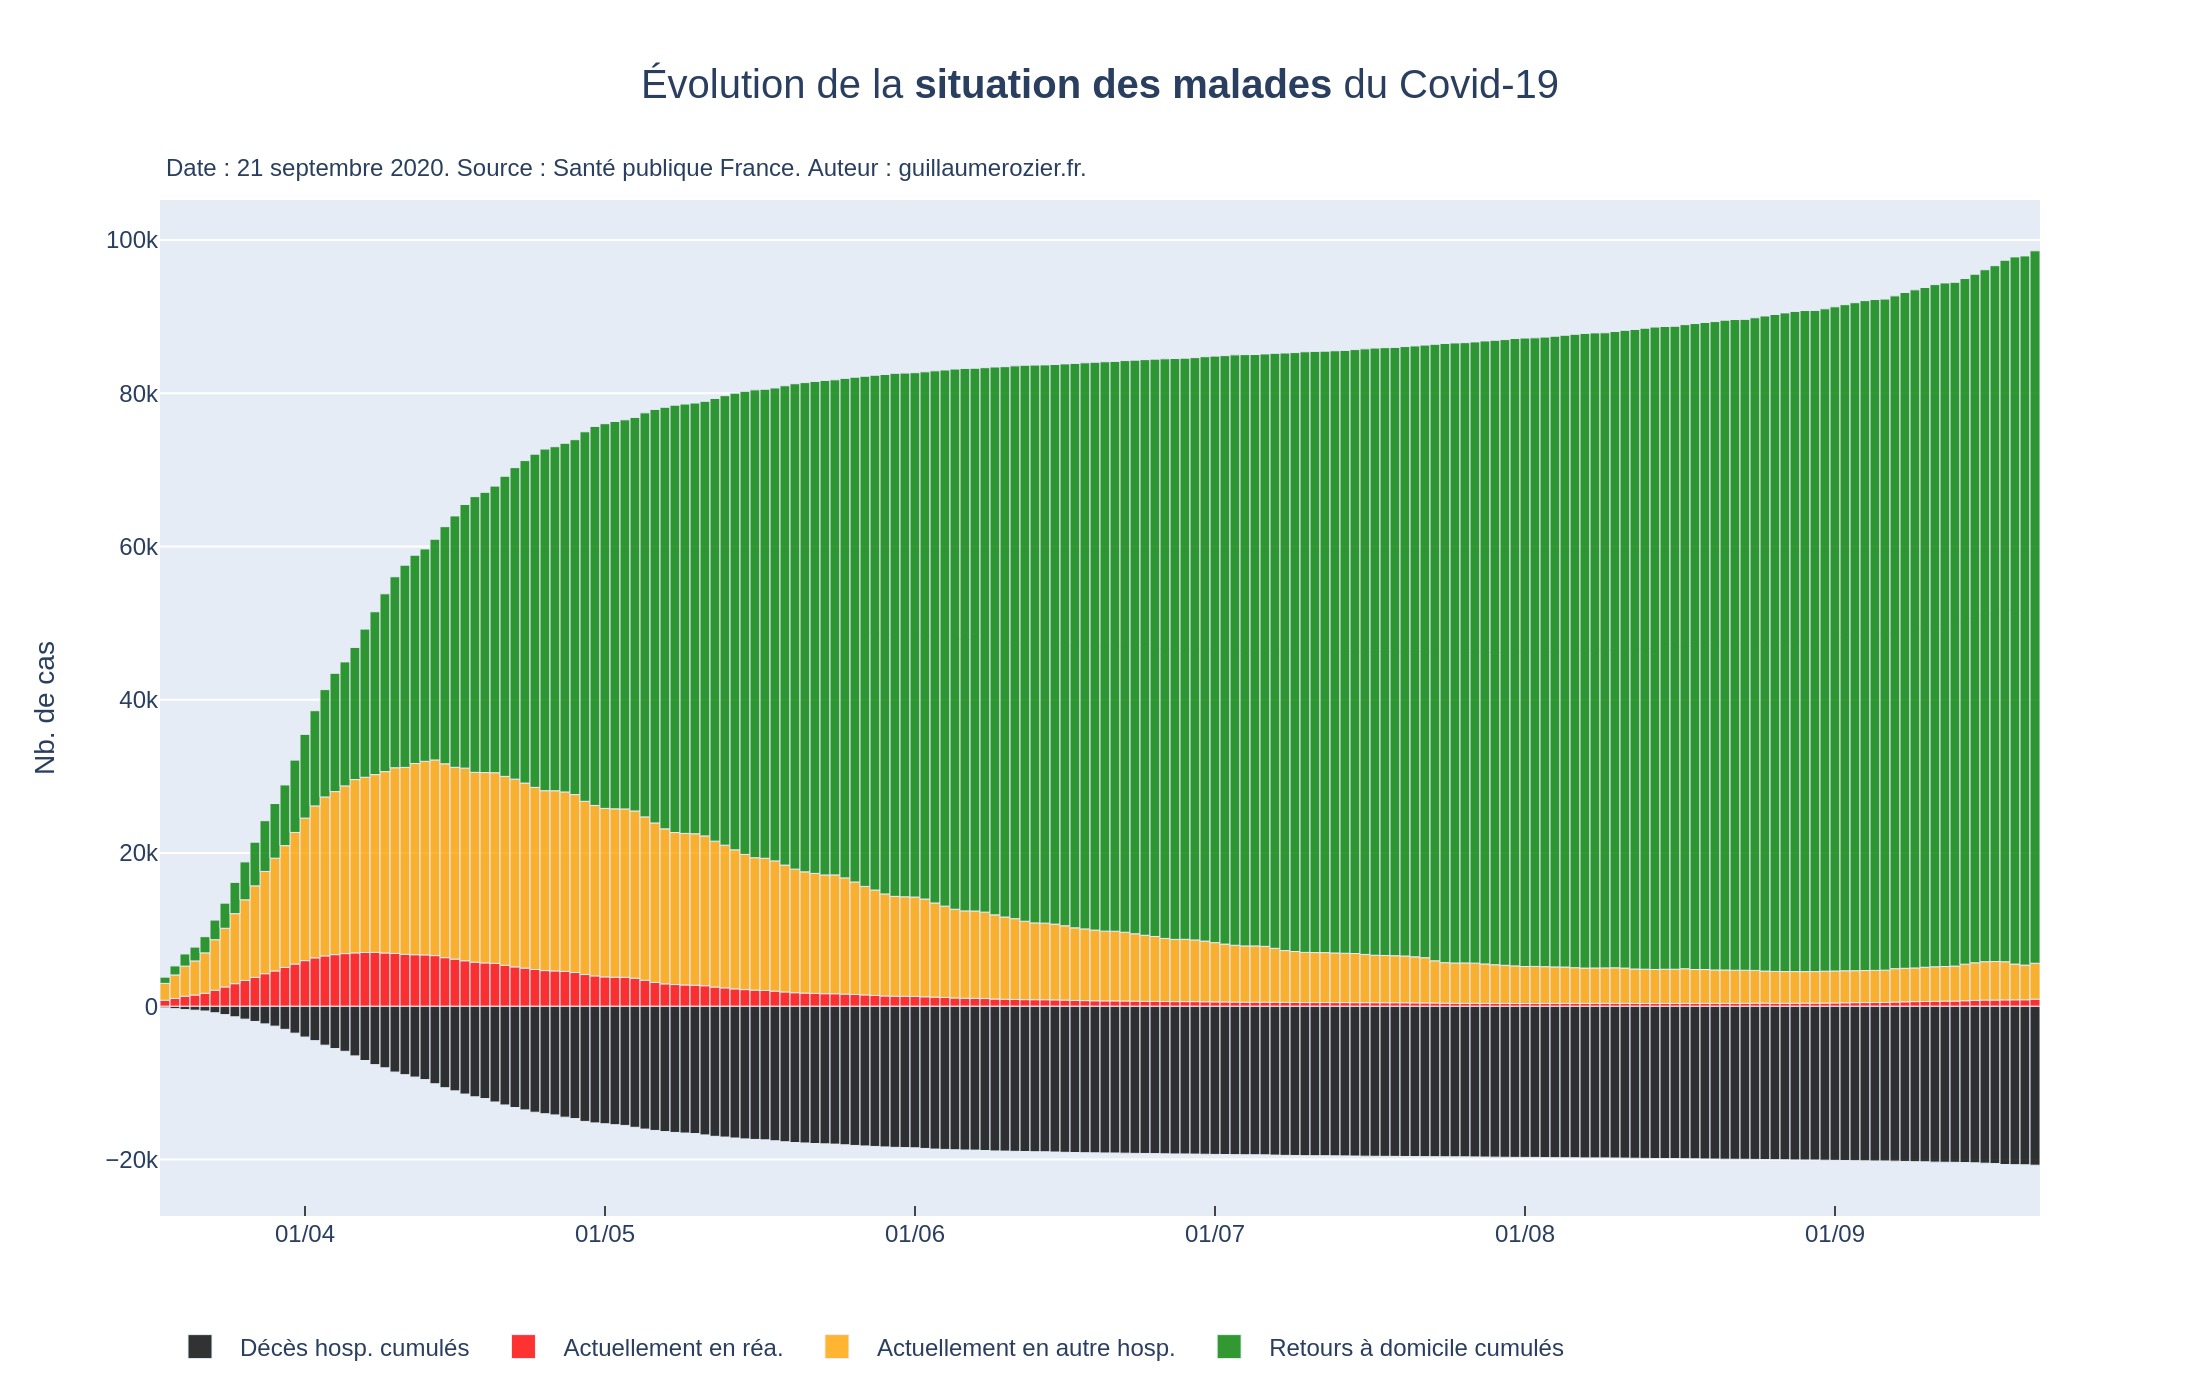 Évolution de la situation des malades du Covid-19
Date : 21 septembre 2020. Source : Santé publique France. Auteur : guillaumerozier.fr.
100k
80k
60k
40k
20k
0
−20k
Nb. de cas
01/04 01/05 01/06 01/07 01/08 01/09
Décès hosp. cumulés Actuellement en réa. Actuellement en autre hosp. Retours à domicile cumulés